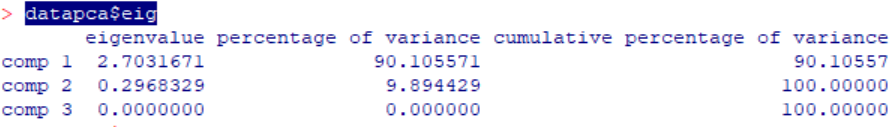 > datapca$eig
eigenvalue percentage of variance cumulative percentage of variance
comp 1 2.7031671 90.105571 90.10557
comp 2 0.2968329 9.894429 100.00000
comp 3 0.0000000 0.000000 100.00000